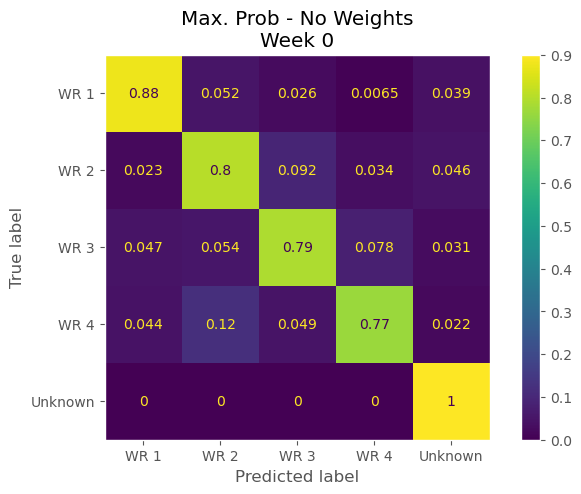 Max. Prob - No Weights
Week 0
WR 1 0.88 0.052 0.026 0.0065 0.039
WR 2 0.023 0.8 0.092 0.034 0.046
WR 3 0.047 0.054 0.79 0.078 0.031
WR 4 0.044 0.12 0.049 0.77 0.022
Unknown 0 0 0 0 1
WR 1 WR 2 WR 3 WR 4 Unknown
Predicted label
True label
0.9
0.8
0.7
0.6
0.5
0.4
0.3
0.2
0.1
0.0